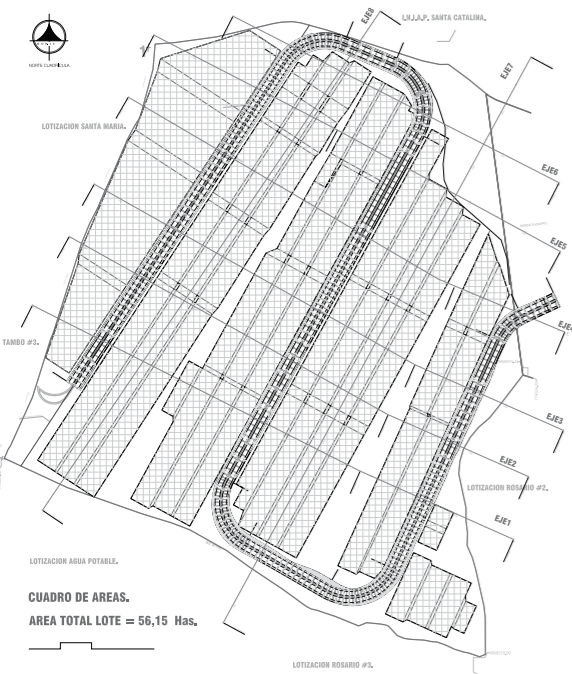 EJE8
I.N.I.A.P. SANTA CATALINA.
NORTE CUADRÍCULA
EJE7
LOTIZACION SANTA MARIA.
EJE6
EJE5
EJE4
TAMBO #3.
EJE3
EJE2
LOTIZACION ROSARIO #2.
EJE1
LOTIZACION AGUA POTABLE.
CUADRO DE AREAS.
AREA TOTAL LOTE = 56,15 Has.
LOTIZACION ROSARIO #3.